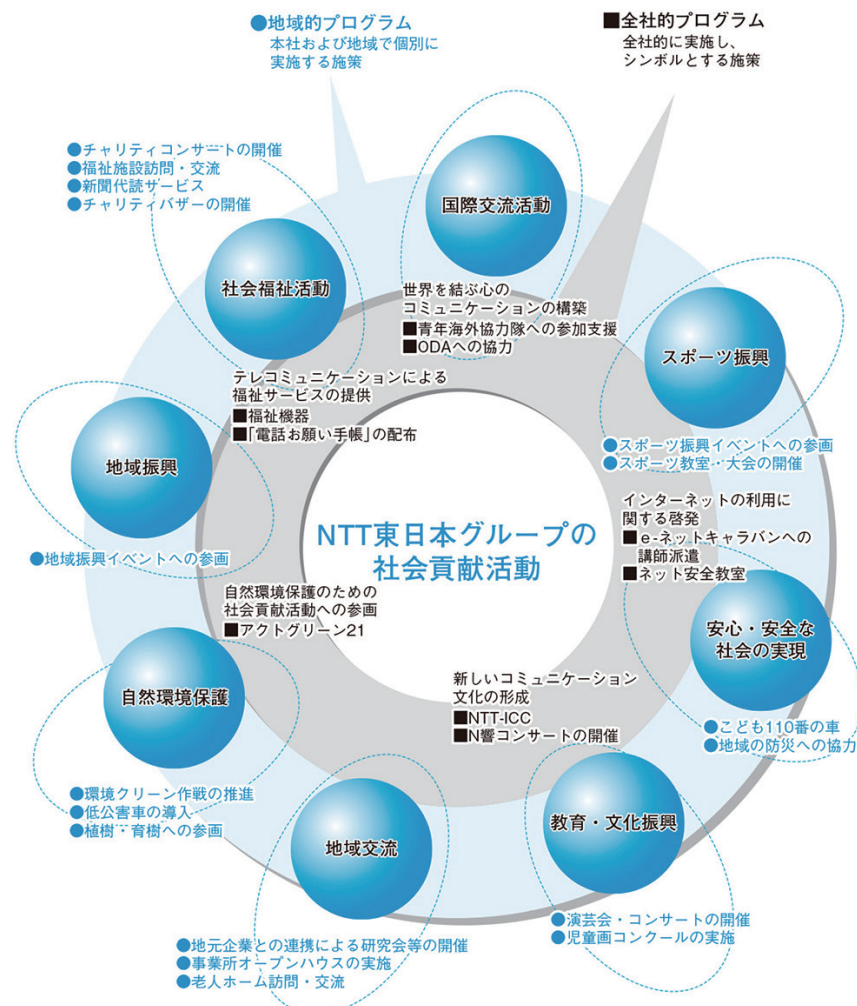 ●地域的プログラム
本社および地域で個別に
実施する施策
■全社的プログラム
全社的に実施し、
シンボルとする施策
●チャリティコンサートの開催
●福祉施設訪問・交流
●新聞代読サービス
●チャリティバザーの開催
国際交流活動
社会福祉活動
世界を結ぶ心の
コミュニケーションの構築
■青年海外協力隊への参加支援
■ODAへの協力
スポーツ振興
テレコミュニケーションによる
福祉サービスの提供
■福祉機器
■「電話お願い手帳」の配布
●スポーツ振興イベントへの参画
●スポーツ教室・大会の開催
地域振興
●地域振興イベントへの参画
NTT東日本グループの
社会貢献活動
インターネットの利用に
関する啓発
■e-ネットキャラバンへの
講師派遣
■ネット安全教室
自然環境保護のための
社会貢献活動への参画
■アクトグリーン21
安心・安全な
社会の実現
自然環境保護
新しいコミュニケーション
文化の形成
■NTT-ICC
■N響コンサートの開催
●こども110番の車
●地域の防災への協力
●環境クリーン作戦の推進
●低公害車の導入
●植樹・育樹への参画
地域交流
教育・文化振興
●演芸会・コンサートの開催
●児童画コンクールの実施
●地元企業との連携による研究会等の開催
●事業所オープンハウスの実施
●老人ホーム訪問・交流